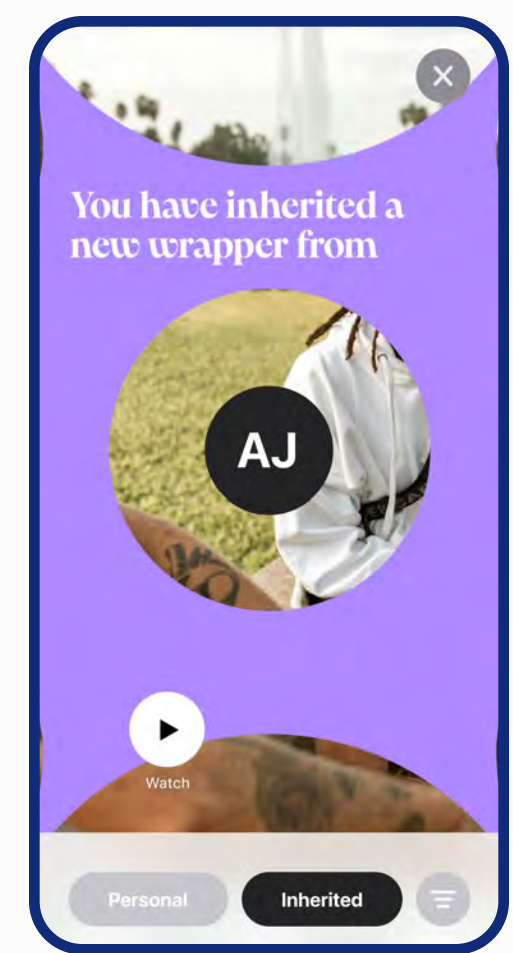 You have inherited a
new wrapper from
AJ
Watch
Personal
Inherited